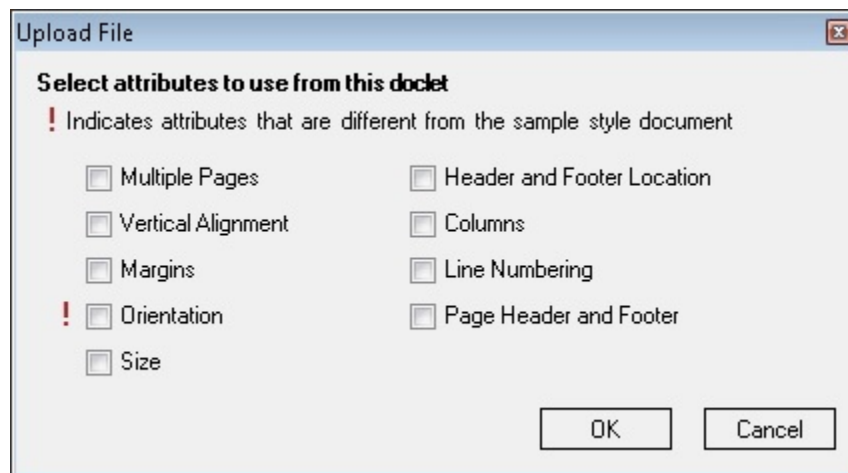 Upload File
Select attributes to use from this doclet
! Indicates attributes that are different from the sample style document
Multiple Pages
Vertical Alignment
Margins
! Orientation
Size
Header and Footer Location
Columns
Line Numbering
Page Header and Footer
OK
Cancel